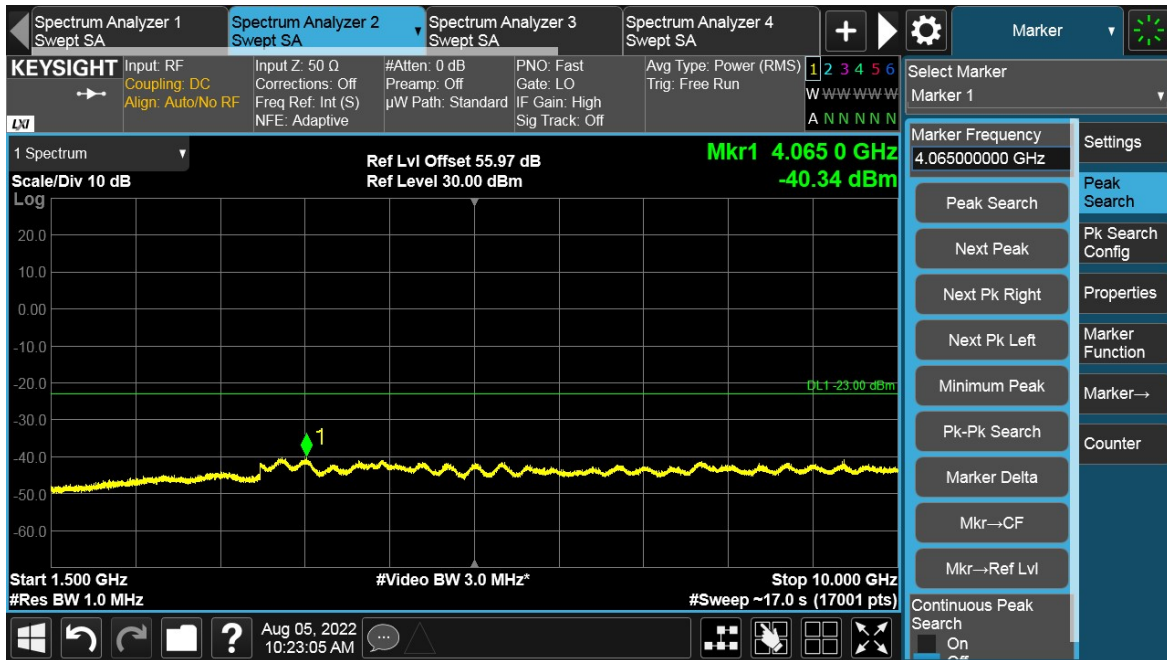 Spectrum Analyzer 1
Swept SA
Spectrum Analyzer 2
Swept SA
Spectrum Analyzer 3
Swept SA
Spectrum Analyzer 4
Swept SA
+
Marker
KEYSIGHT
LXI
Input: RF
Coupling: DC
Align: Auto/No RF
Input Z: 50 Ω
Corrections: Off
Freq Ref: Int (S)
NFE: Adaptive
#Atten: 0 dB
Preamp: Off
µW Path: Standard
PNO: Fast
Gate: LO
IF Gain: High
Sig Track: Off
Avg Type: Power (RMS)
Trig: Free Run
1 2 3 4 5 6
W W W W W W
A N N N N N
Select Marker
Marker 1
1 Spectrum
Scale/Div 10 dB
Log
Ref Lvl Offset 55.97 dB
Ref Level 30.00 dBm
Mkr1 4.065 0 GHz
-40.34 dBm
20.0
10.0
0.00
-10.0
-20.0
-30.0
-40.0
-50.0
-60.0
DL1 -23.00 dBm
1
Start 1.500 GHz
#Res BW 1.0 MHz
#Video BW 3.0 MHz*
Stop 10.000 GHz
#Sweep ~17.0 s (17001 pts)
Marker Frequency
4.065000000 GHz
Peak Search
Next Peak
Next Pk Right
Next Pk Left
Minimum Peak
Pk-Pk Search
Marker Delta
Mkr→CF
Mkr→Ref Lvl
Continuous Peak
Search
On
Off
Settings
Peak
Search
Pk Search
Config
Properties
Marker
Function
Marker→
Counter
?
Aug 05, 2022
10:23:05 AM